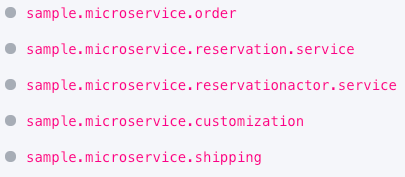 sample.microservice.order
sample.microservice.reservation.service
sample.microservice.reservationactor.service
sample.microservice.customization
sample.microservice.shipping